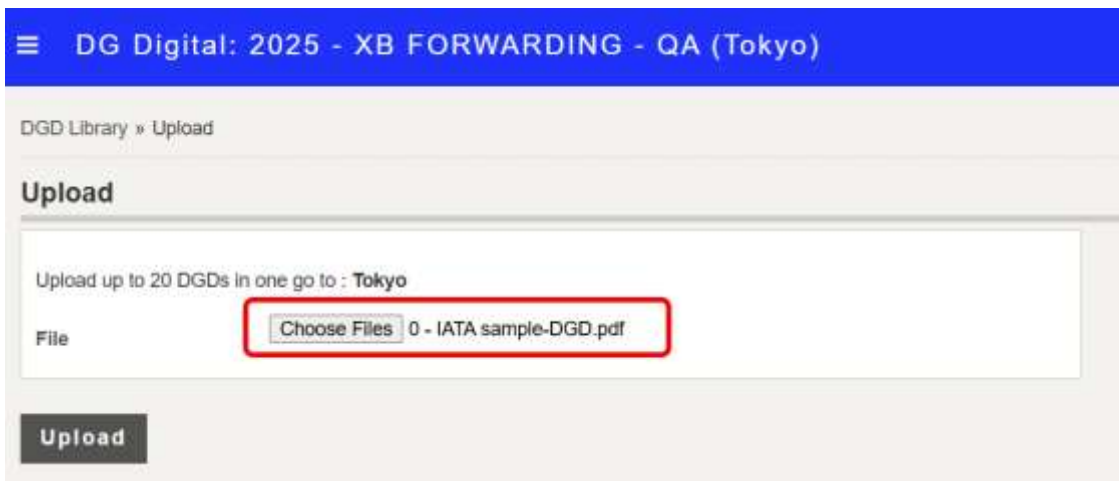 ☰ DG Digital: 2025 - XB FORWARDING - QA (Tokyo)
DGD Library » Upload
Upload
Upload up to 20 DGDs in one go to : Tokyo
File Choose Files 0 - IATA sample-DGD.pdf
Upload